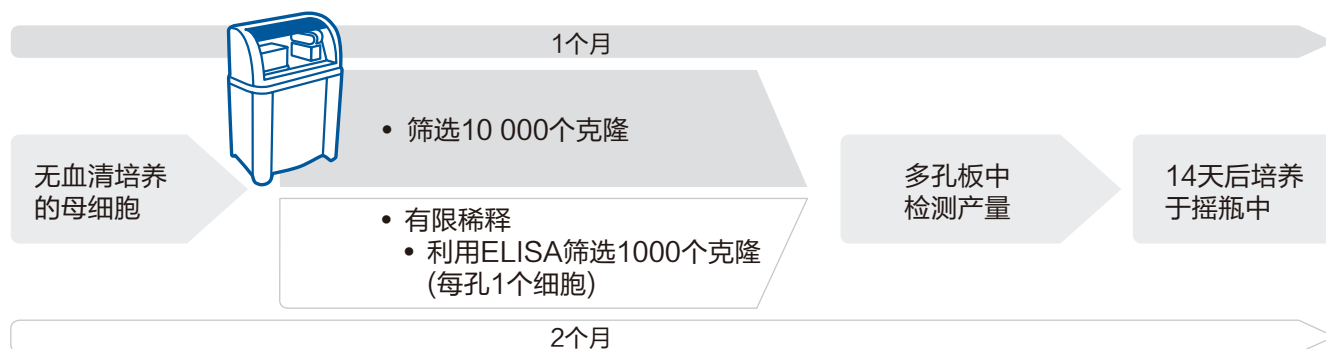 1个月
无血清培养
的母细胞
• 筛选10 000个克隆
• 有限稀释
• 利用ELISA筛选1000个克隆
(每孔1个细胞)
多孔板中
检测产量
14天后培养
于摇瓶中
2个月